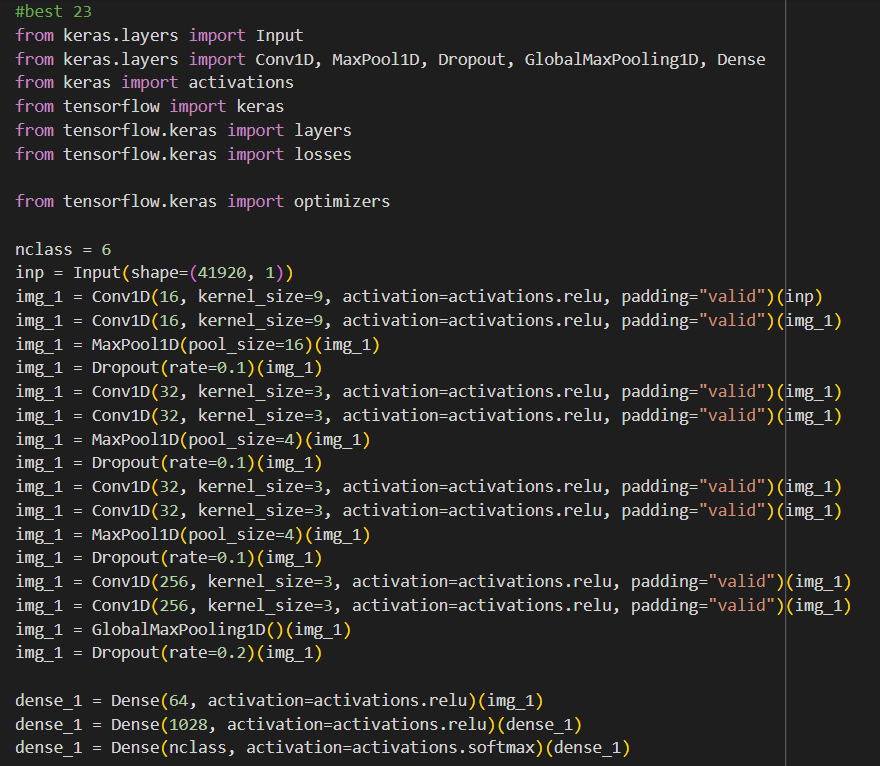 #best 23
from keras.layers import Input
from keras.layers import Conv1D, MaxPool1D, Dropout, GlobalMaxPooling1D, Dense
from keras import activations
from tensorflow import keras
from tensorflow.keras import layers
from tensorflow.keras import losses
from tensorflow.keras import optimizers
nclass = 6
inp = Input(shape=(41920, 1))
img_1 = Conv1D(16, kernel_size=9, activation=activations.relu, padding="valid")(inp)
img_1 = Conv1D(16, kernel_size=9, activation=activations.relu, padding="valid")(img_1)
img_1 = MaxPool1D(pool_size=16)(img_1)
img_1 = Dropout(rate=0.1)(img_1)
img_1 = Conv1D(32, kernel_size=3, activation=activations.relu, padding="valid")(img_1)
img_1 = Conv1D(32, kernel_size=3, activation=activations.relu, padding="valid")(img_1)
img_1 = MaxPool1D(pool_size=4)(img_1)
img_1 = Dropout(rate=0.1)(img_1)
img_1 = Conv1D(32, kernel_size=3, activation=activations.relu, padding="valid")(img_1)
img_1 = Conv1D(32, kernel_size=3, activation=activations.relu, padding="valid")(img_1)
img_1 = MaxPool1D(pool_size=4)(img_1)
img_1 = Dropout(rate=0.1)(img_1)
img_1 = Conv1D(256, kernel_size=3, activation=activations.relu, padding="valid")(img_1)
img_1 = Conv1D(256, kernel_size=3, activation=activations.relu, padding="valid")(img_1)
img_1 = GlobalMaxPooling1D()(img_1)
img_1 = Dropout(rate=0.2)(img_1)
dense_1 = Dense(64, activation=activations.relu)(img_1)
dense_1 = Dense(1028, activation=activations.relu)(dense_1)
dense_1 = Dense(nclass, activation=activations.softmax)(dense_1)